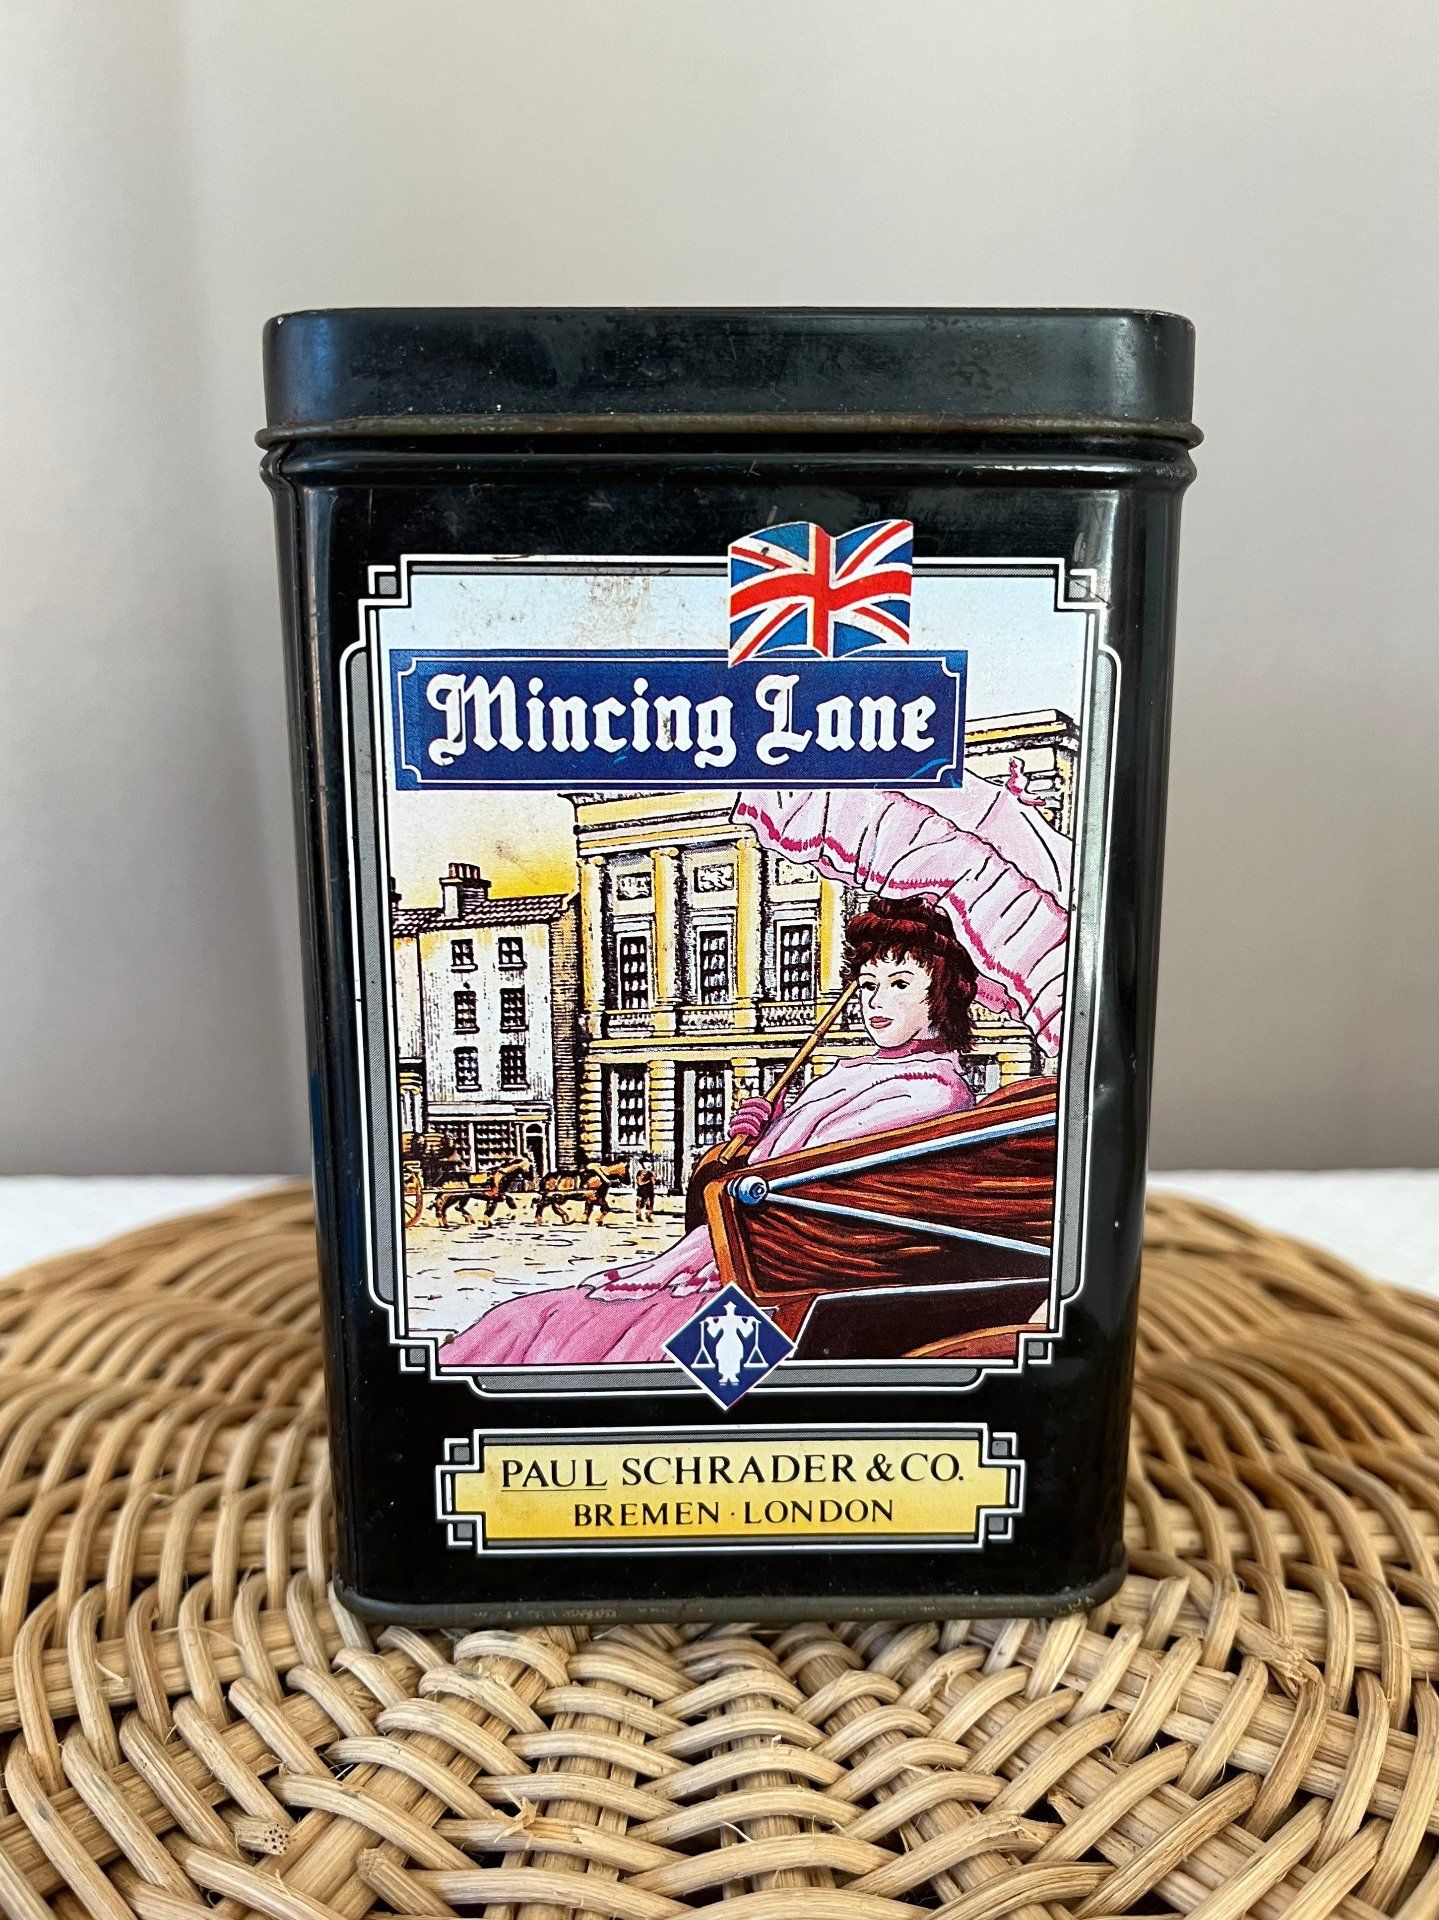 Mincing Lane
PAUL SCHRADER & CO.
BREMEN · LONDON